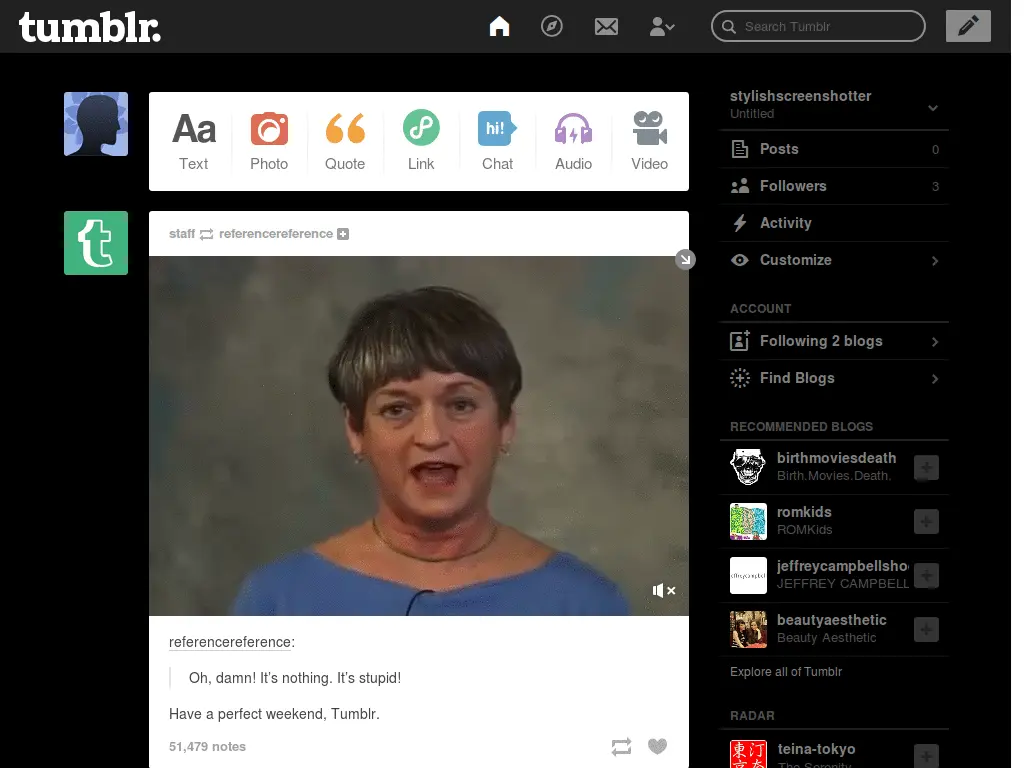 tumblr.
Search Tumblr
Aa
hi!
Text
Photo
Quote
Link
Chat
Audio
Video
t
staff referencereference
referencereference:
Oh, damn! It's nothing. It's stupid!
Have a perfect weekend, Tumblr.
51,479 notes
stylishscreenshotter
Untitled
Posts 0
Followers 3
Activity
Customize
ACCOUNT
Following 2 blogs
Find Blogs
RECOMMENDED BLOGS
birthmoviesdeath
Birth.Movies.Death.
romkids
ROMKids
jeffreycampbellsho
JEFFREY CAMPBELL
beautyaesthetic
Beauty Aesthetic
Explore all of Tumblr
RADAR
東汀
teina-tokyo
The Serenity